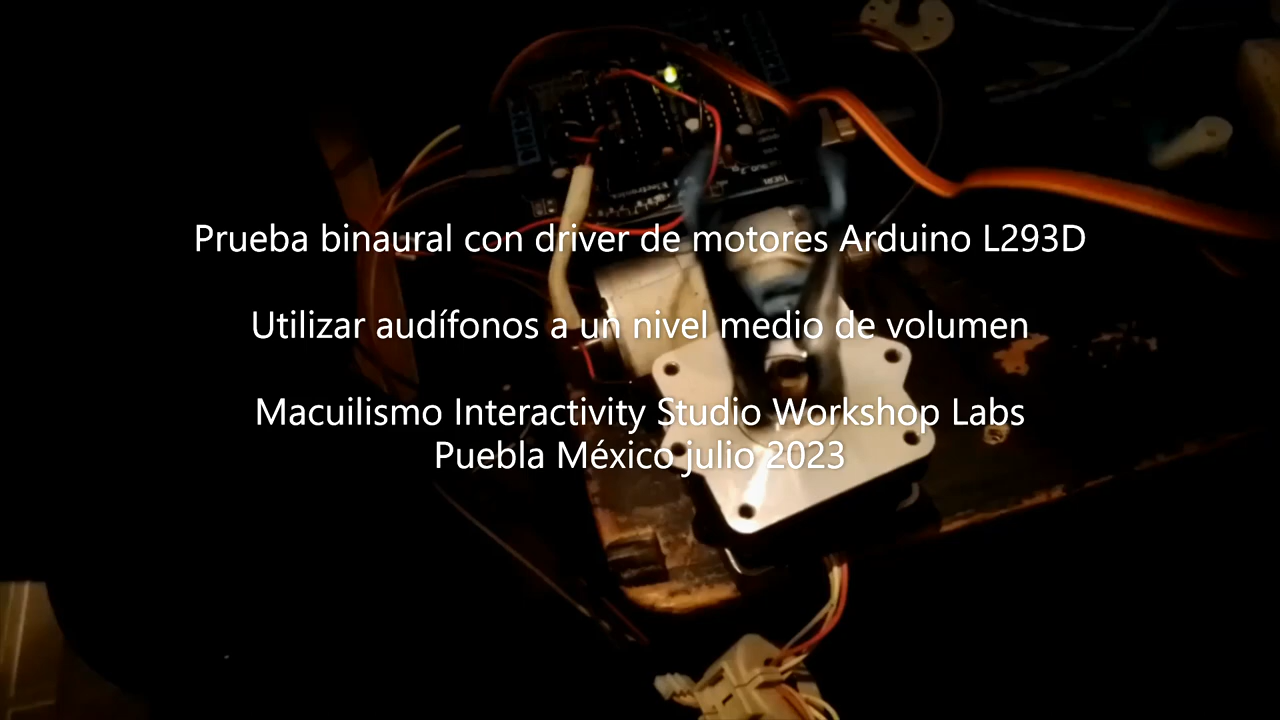 Prueba binaural con driver de motores Arduino L293D
Utilizar audífonos a un nivel medio de volumen
Macuilismo Interactivity Studio Workshop Labs
Puebla México julio 2023